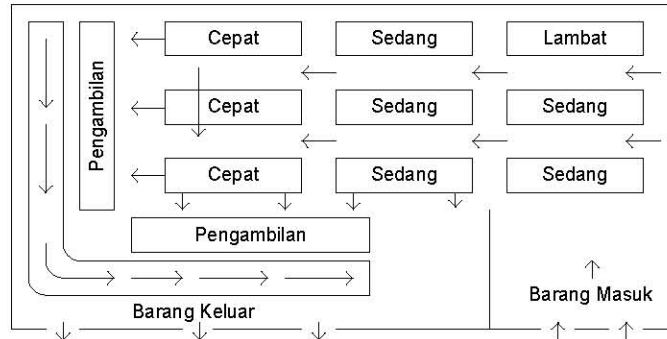 Cepat Sedang Lambat
Pengambilan
Cepat Sedang Sedang
Cepat Sedang Sedang
Pengambilan
Barang Keluar
Barang Masuk